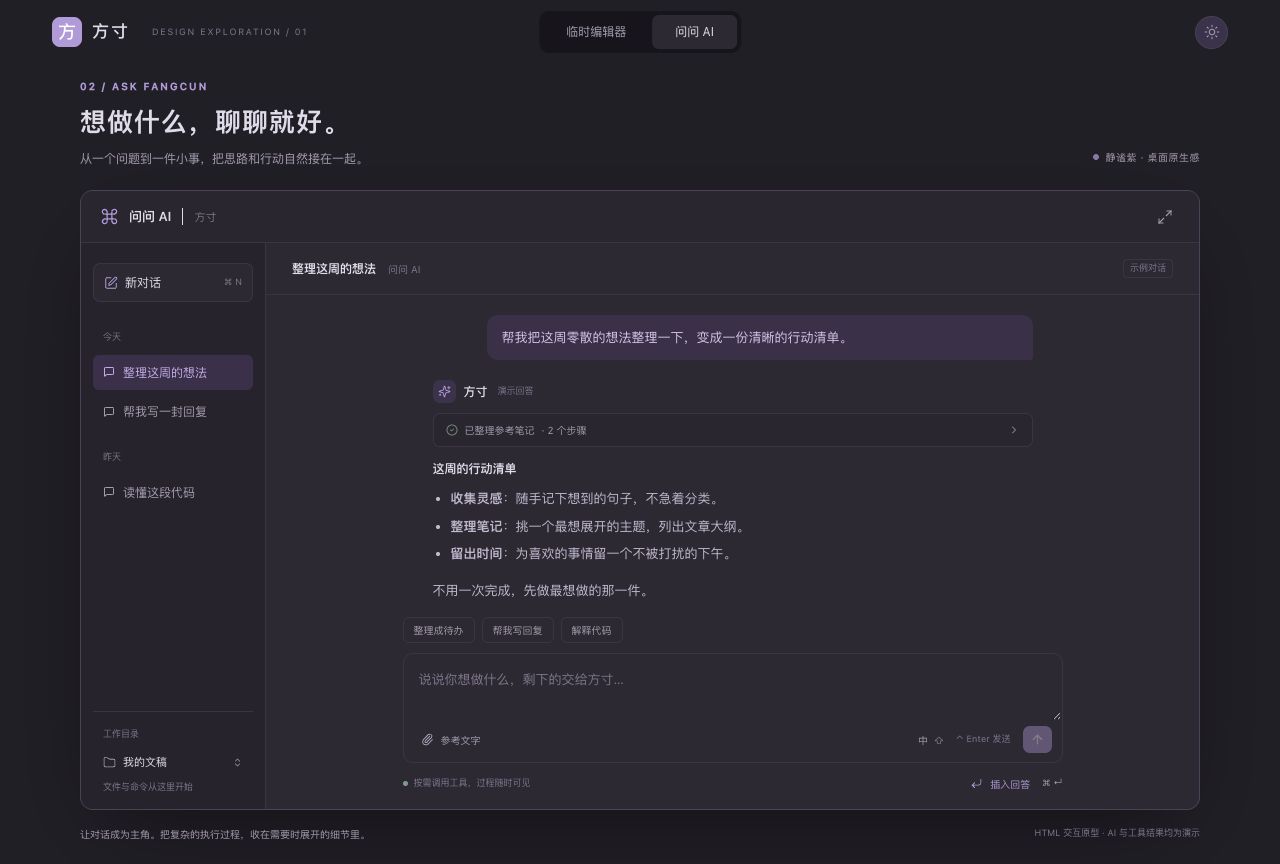 方 方寸 DESIGN EXPLORATION / 01 临时编辑器 问问 AI
02 / ASK FANGCUN
想做什么，聊聊就好。
从一个问题到一件小事，把思路和行动自然接在一起。
静谧紫 · 桌面原生感
问问 AI 方寸
新对话 ⌘ N
今天
整理这周的想法
帮我写一封回复
昨天
读懂这段代码
工作目录
我的文稿
文件与命令从这里开始
整理这周的想法 问问 AI 示例对话
帮我把这周零散的想法整理一下，变成一份清晰的行动清单。
方寸 演示回答
已整理参考笔记 · 2 个步骤
这周的行动清单
• 收集灵感：随手记下想到的句子，不急着分类。
• 整理笔记：挑一个最想展开的主题，列出文章大纲。
• 留出时间：为喜欢的事情留一个不被打扰的下午。
不用一次完成，先做最想做的那一件。
整理成待办 帮我写回复 解释代码
说说你想做什么，剩下的交给方寸…
参考文字 中 ⌃ Enter 发送
按需调用工具，过程随时可见 插入回答 ⌘ ↵
让对话成为主角。把复杂的执行过程，收在需要时展开的细节里。
HTML 交互原型 · AI 与工具结果均为演示